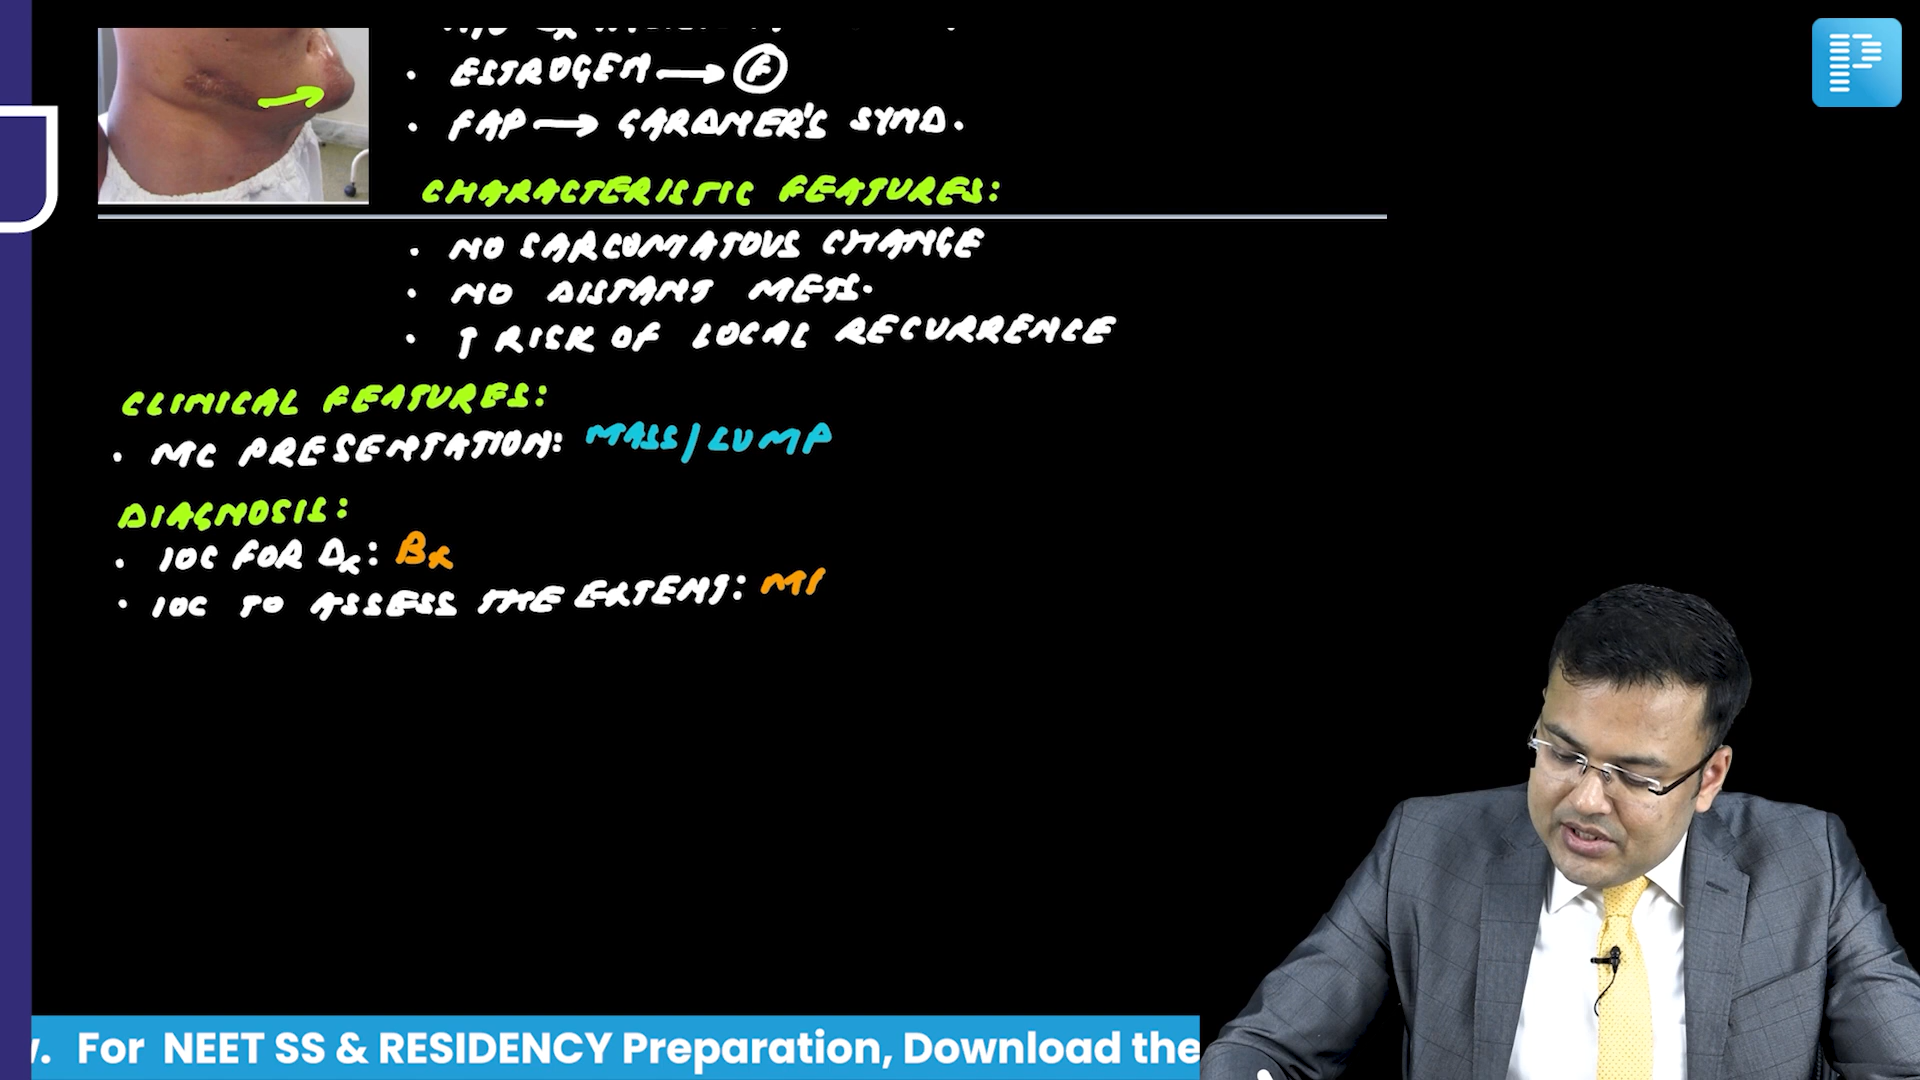 • ESTROGEN → F
• FAP → GARDNER'S SYND.
CHARACTERISTIC FEATURES:
• NO SARCOMATOUS CHANGE
• NO DISTANT METS.
• ↑ RISK OF LOCAL RECURRENCE
CLINICAL FEATURES:
• MC PRESENTATION: MASS/LUMP
DIAGNOSIS:
• IOC FOR Dx: Bx
• IOC TO ASSESS THE EXTENT: MR
P
For NEET SS & RESIDENCY Preparation, Download the